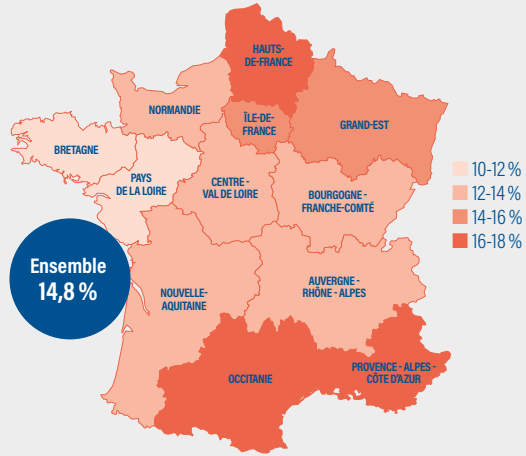 HAUTS-
DE-FRANCE
NORMANDIE
ÎLE-DE-
FRANCE
GRAND-EST
BRETAGNE
PAYS
DE LA LOIRE
CENTRE -
VAL DE LOIRE
BOURGOGNE -
FRANCHE-COMTÉ
10-12 %
12-14 %
14-16 %
16-18 %
Ensemble
14,8 %
NOUVELLE-
AQUITAINE
AUVERGNE -
RHÔNE - ALPES
OCCITANIE
PROVENCE - ALPES -
CÔTE D'AZUR